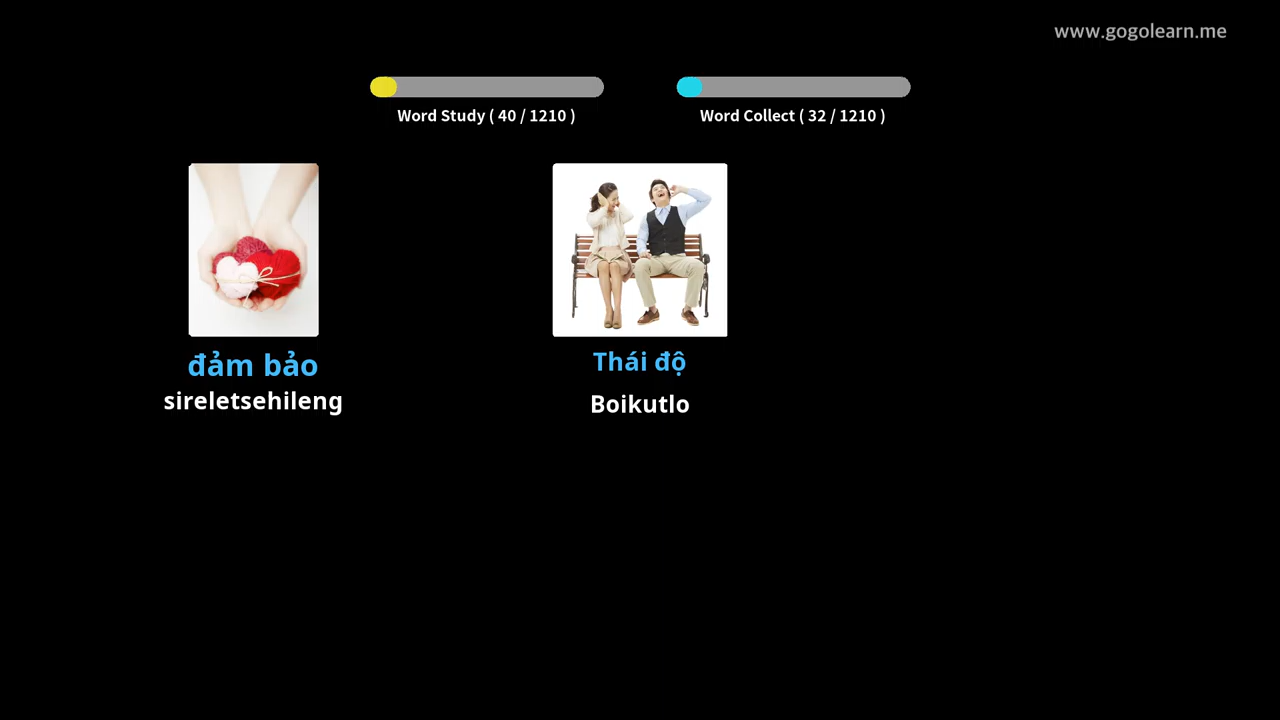 www.gogolearn.me
Word Study ( 40 / 1210 )
Word Collect ( 32 / 1210 )
đảm bảo
sireletsehileng
Thái độ
Boikutlo